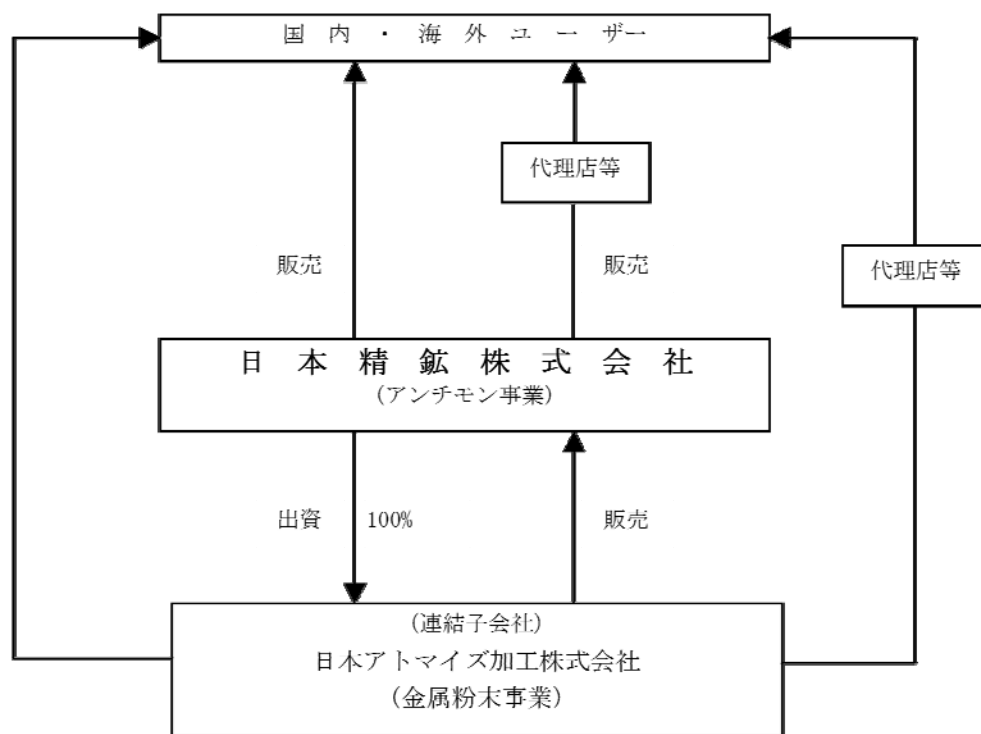 国 内 ・ 海 外 ユ ー ザー
代理店等
販売
販売
代理店等
日 本 精 鉱 株 式 会 社
(アンチモン事業)
出資
100%
販売
(連結子会社)
日本アトマイズ加工株式会社
(金属粉末事業)